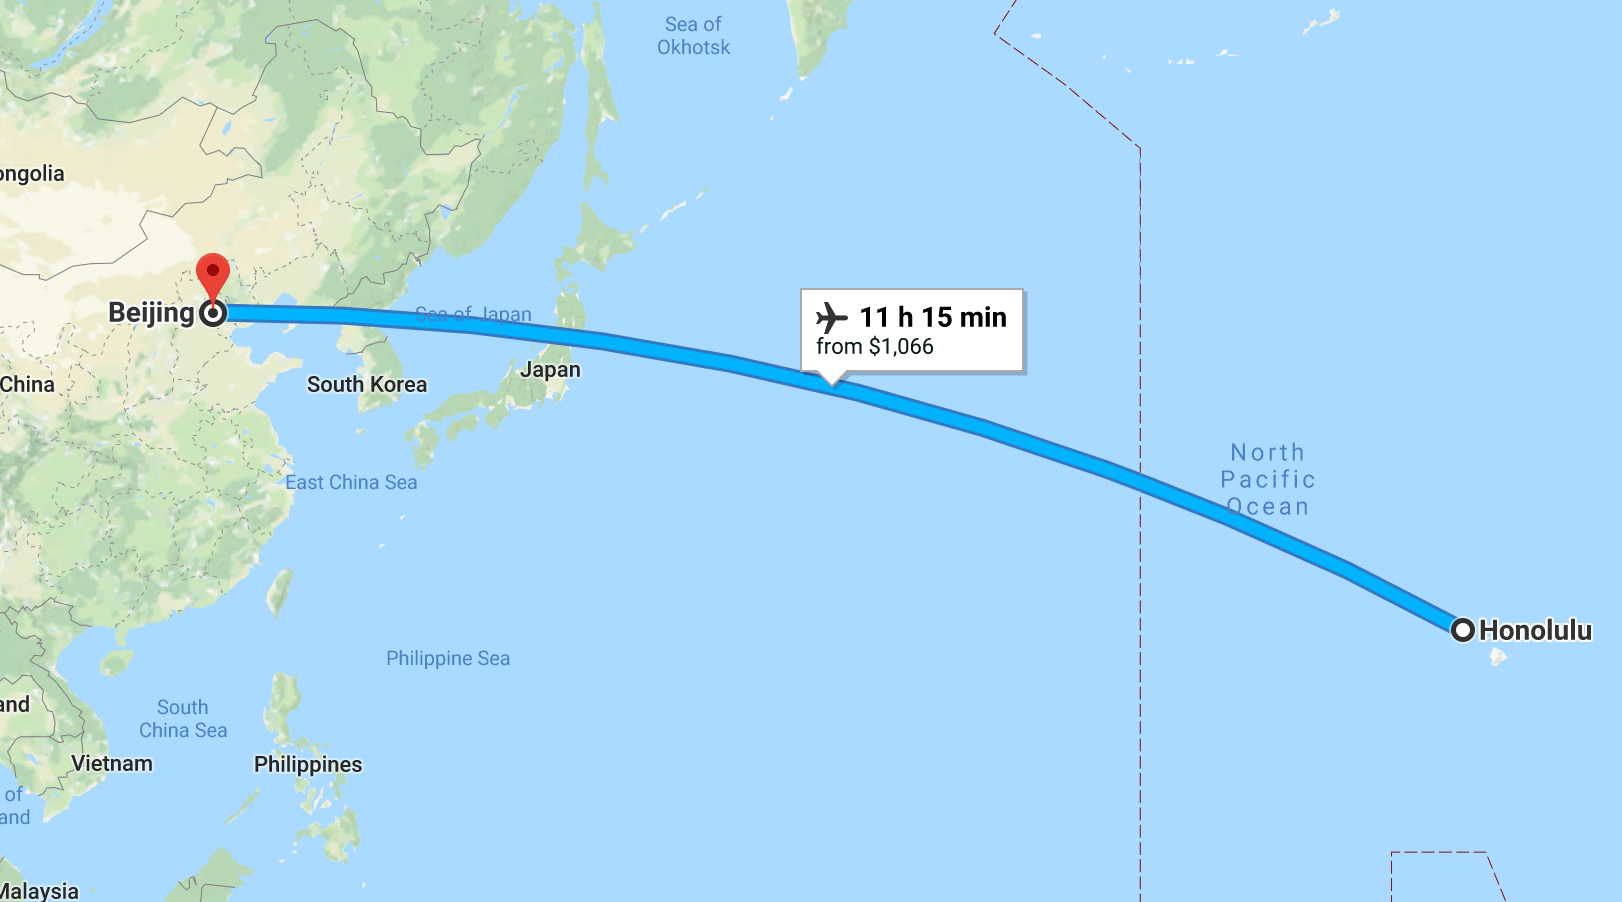 Sea of
Okhotsk
ongolia
Beijing
Sea of Japan
11 h 15 min
from $1,066
China
South Korea
Japan
North
Pacific
Ocean
East China Sea
Honolulu
Philippine Sea
and
South
China Sea
Vietnam
Philippines
of
and
Malaysia